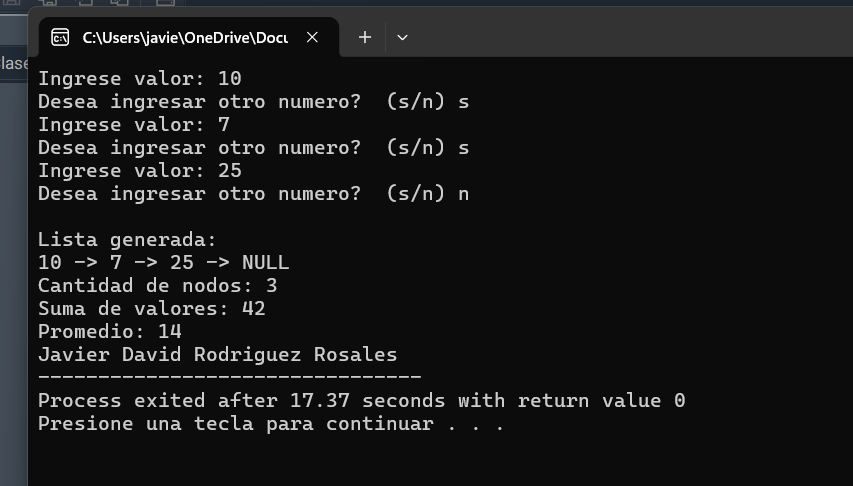 C:\Users\javie\OneDrive\Docu
Ingrese valor: 10
Desea ingresar otro numero?  (s/n) s
Ingrese valor: 7
Desea ingresar otro numero?  (s/n) s
Ingrese valor: 25
Desea ingresar otro numero?  (s/n) n

Lista generada:
10 -> 7 -> 25 -> NULL
Cantidad de nodos: 3
Suma de valores: 42
Promedio: 14
Javier David Rodriguez Rosales
--------------------------------
Process exited after 17.37 seconds with return value 0
Presione una tecla para continuar . . .